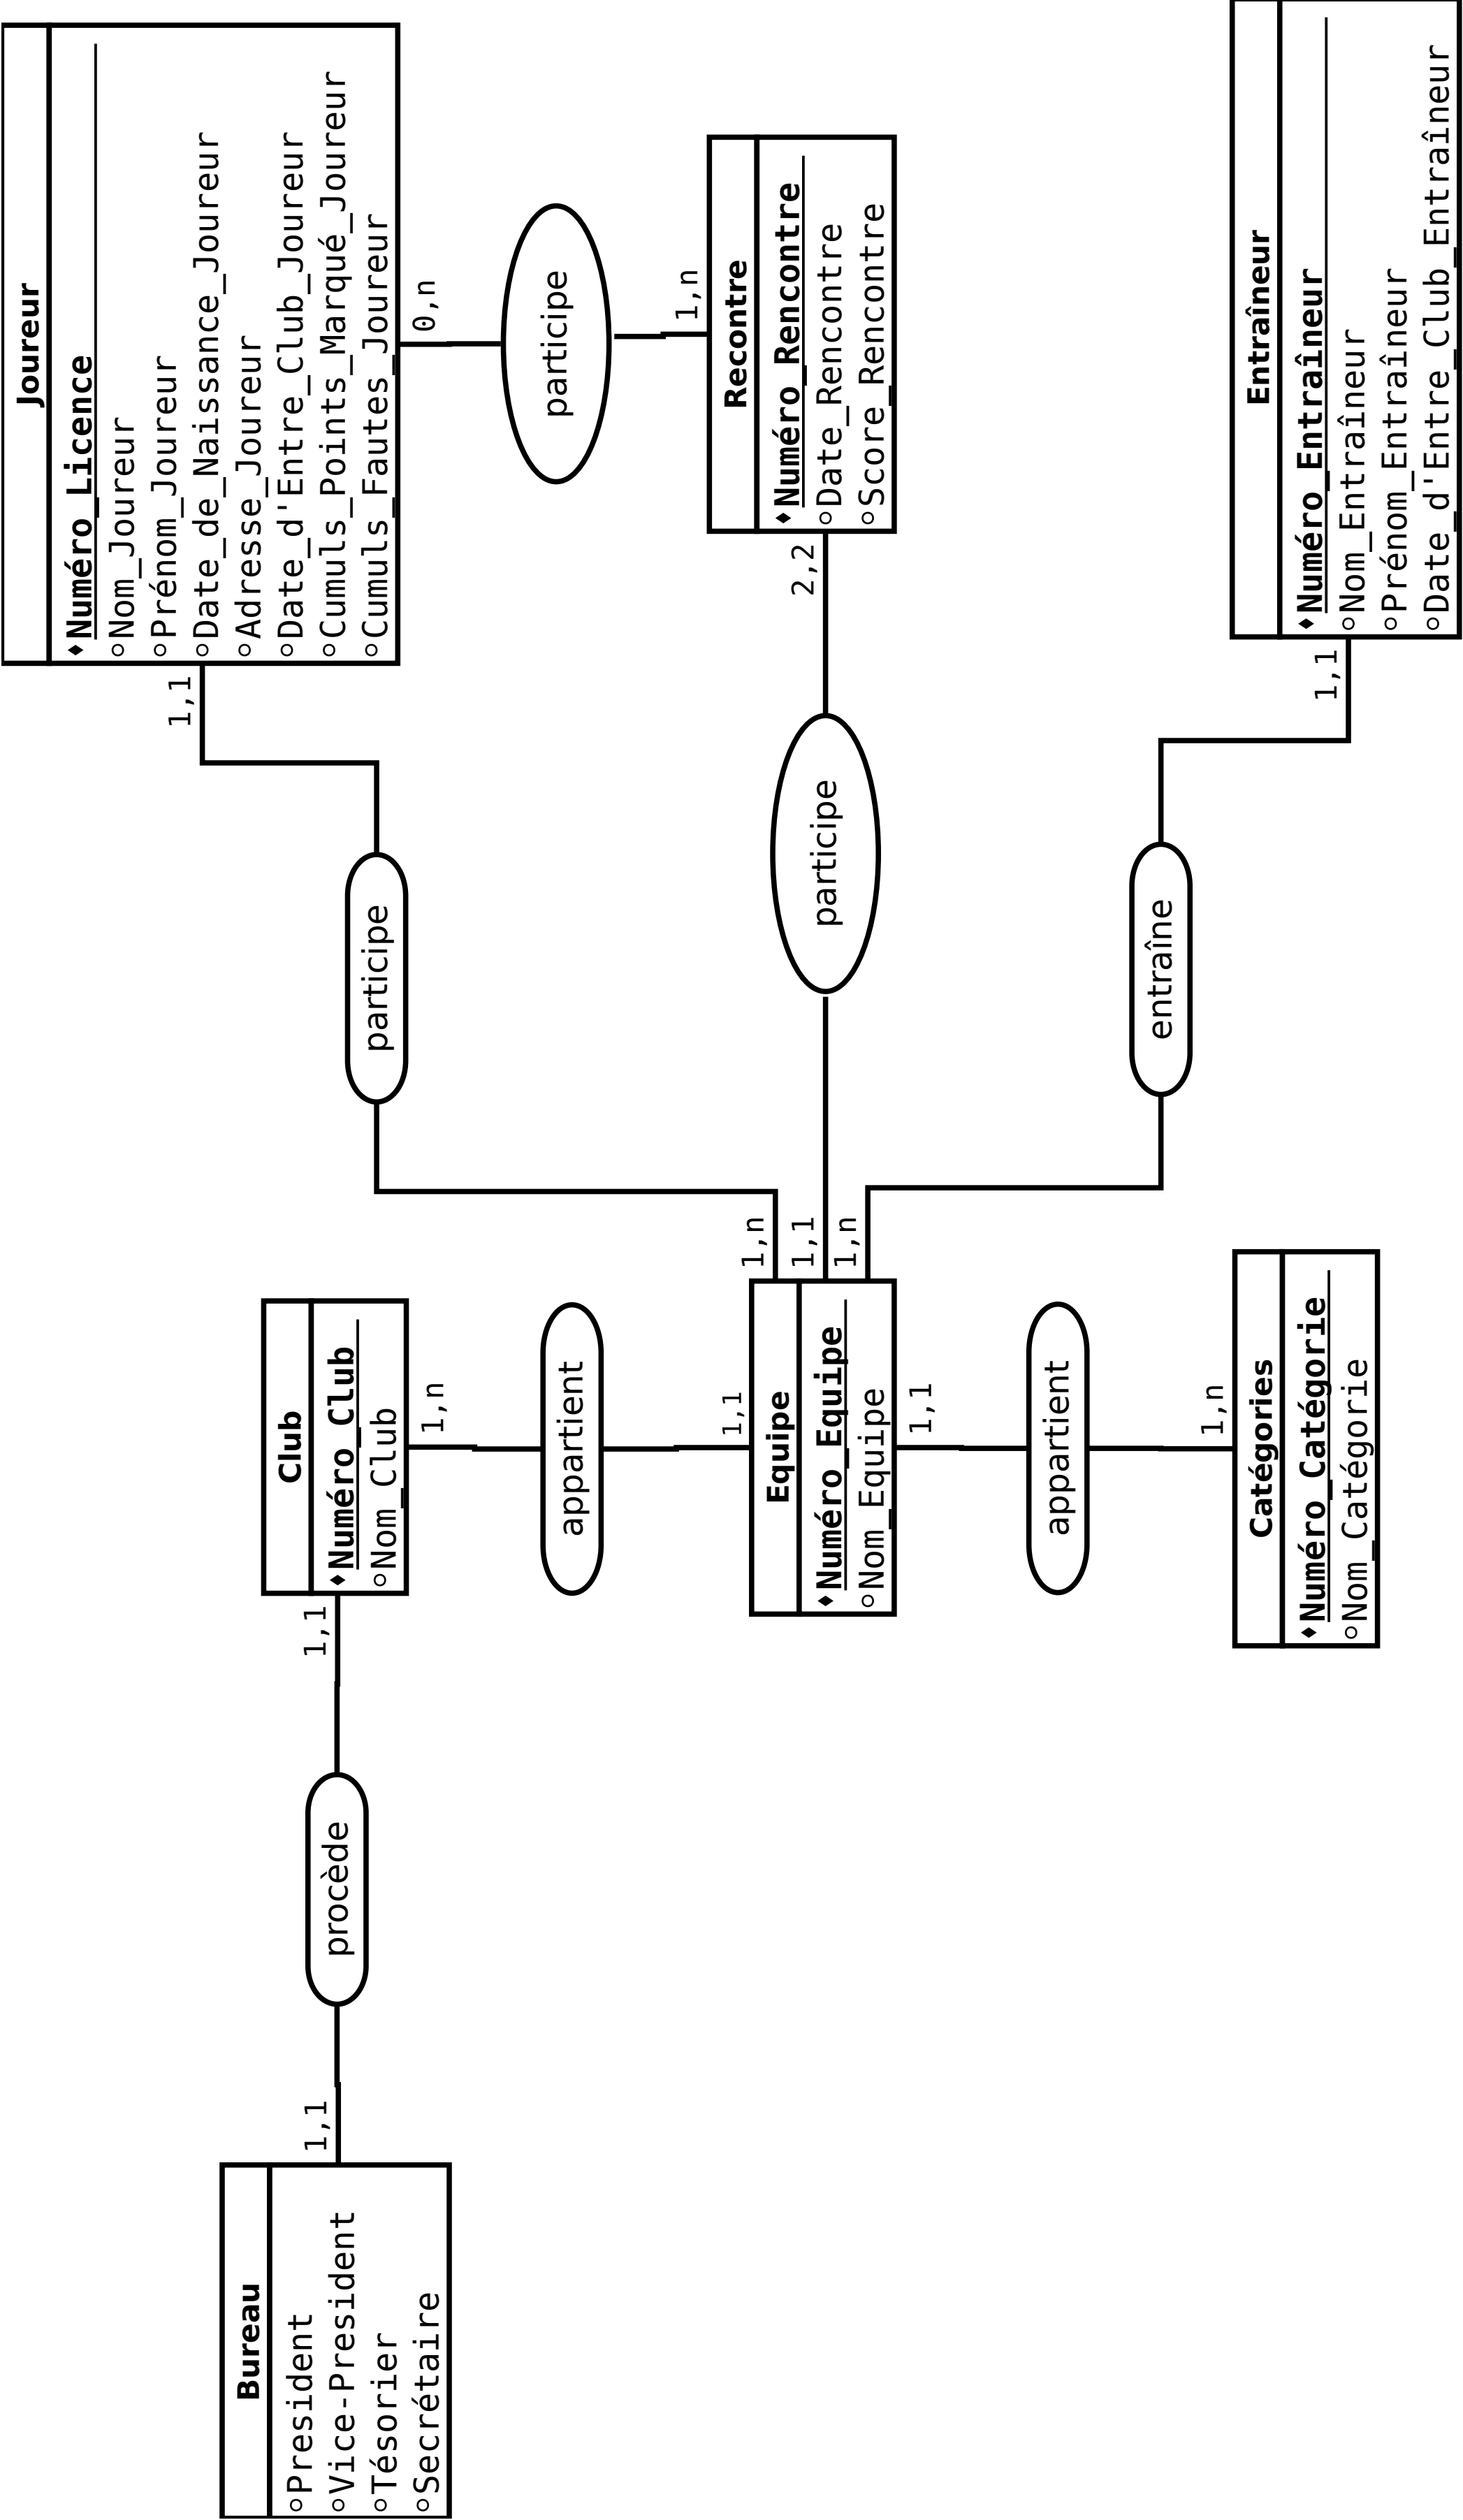 Joureur
Numéro_Licence
Nom_Joureur
Prénom_Joureur
Date_de_Naissance_Joureur
Adresse_Joureur
Date_d'Entre_Club_Joureur
Cumuls_Points_Marqué_Joureur
Cumuls_Fautes_Joureur
1,1
0,n
participe
participe
1,n
Recontre
Numéro_Rencontre
Date_Rencontre
Score_Rencontre
2,2
participe
Entraîneur
Numéro_Entraîneur
Nom_Entraîneur
Prénom_Entraîneur
Date_d'Entre_Club_Entraîneur
1,1
entraîne
1,n
1,1
1,n
Club
Numéro_Club
Nom_Club
1,n
1,1
appartient
1,1
Equipe
Numéro_Equipe
Nom_Equipe
1,1
appartient
1,n
Catégories
Numéro_Catégorie
Nom_Catégorie
procède
1,1
Bureau
President
Vice-President
Tésorier
Secrétaire